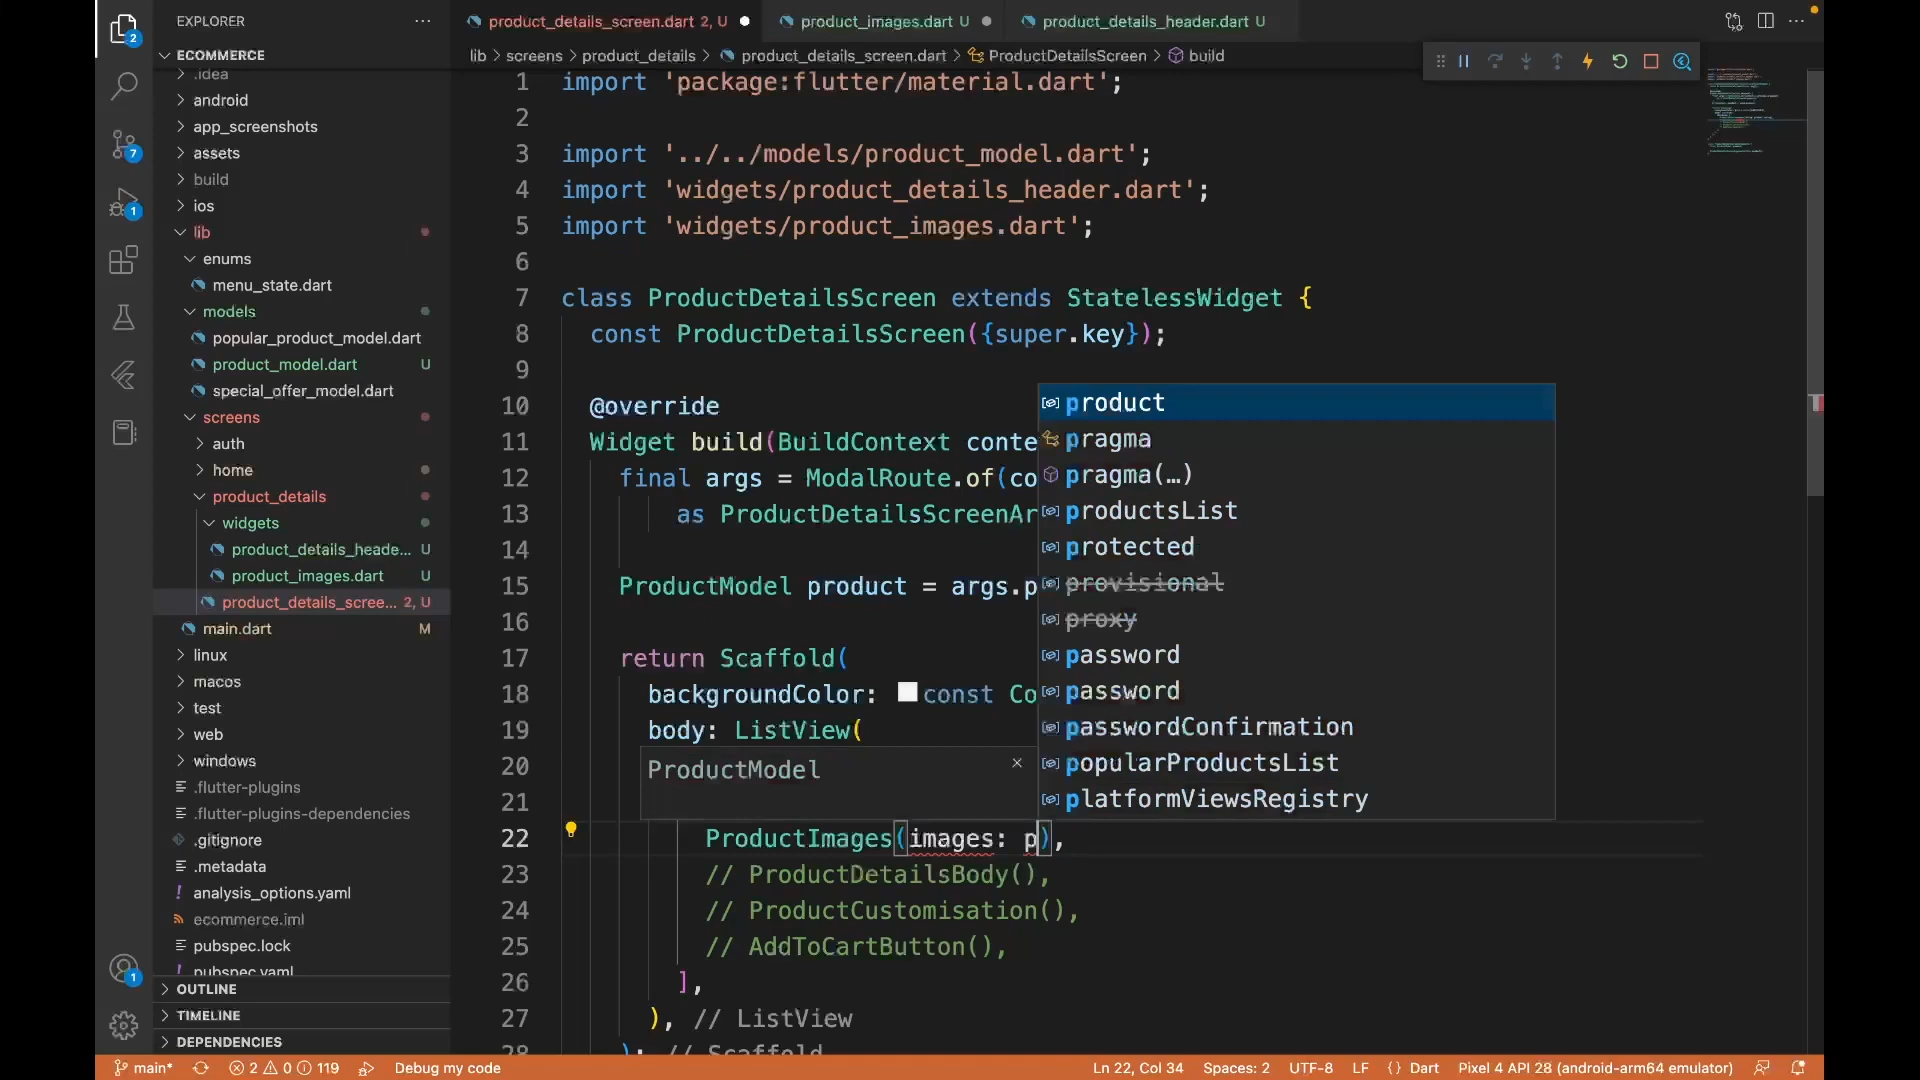 EXPLORER
ECOMMERCE
.idea
android
app_screenshots
assets
build
ios
lib
enums
menu_state.dart
models
popular_product_model.dart
product_model.dart U
special_offer_model.dart
screens
auth
home
product_details
widgets
product_details_heade... U
product_images.dart U
product_details_scree... 2, U
main.dart M
linux
macos
test
web
windows
.flutter-plugins
.flutter-plugins-dependencies
.gitignore
.metadata
analysis_options.yaml
ecommerce.iml
pubspec.lock
pubspec.yaml
OUTLINE
TIMELINE
DEPENDENCIES
2
7
1
1
product_details_screen.dart 2, U
product_images.dart U
product_details_header.dart U
lib > screens > product_details > product_details_screen.dart > ProductDetailsScreen > build
1 import 'package:flutter/material.dart';
2
3 import '../../models/product_model.dart';
4 import 'widgets/product_details_header.dart';
5 import 'widgets/product_images.dart';
6
7 class ProductDetailsScreen extends StatelessWidget {
8 const ProductDetailsScreen({super.key});
9
10 @override
11 Widget build(BuildContext conte
12 final args = ModalRoute.of(co
13 as ProductDetailsScreenAr
14
15 ProductModel product = args.p
16
17 return Scaffold(
18 backgroundColor: const Co
19 body: ListView(
20
21
22 ProductImages(images: p),
23 // ProductDetailsBody(),
24 // ProductCustomisation(),
25 // AddToCartButton(),
26 ],
27 ), // ListView
28 ); // Scaffold
ProductModel
product
pragma
pragma(…)
productsList
protected
provisional
proxy
password
password
passwordConfirmation
popularProductsList
platformViewsRegistry
main* 2 0 119 Debug my code Ln 22, Col 34 Spaces: 2 UTF-8 LF {} Dart Pixel 4 API 28 (android-arm64 emulator)